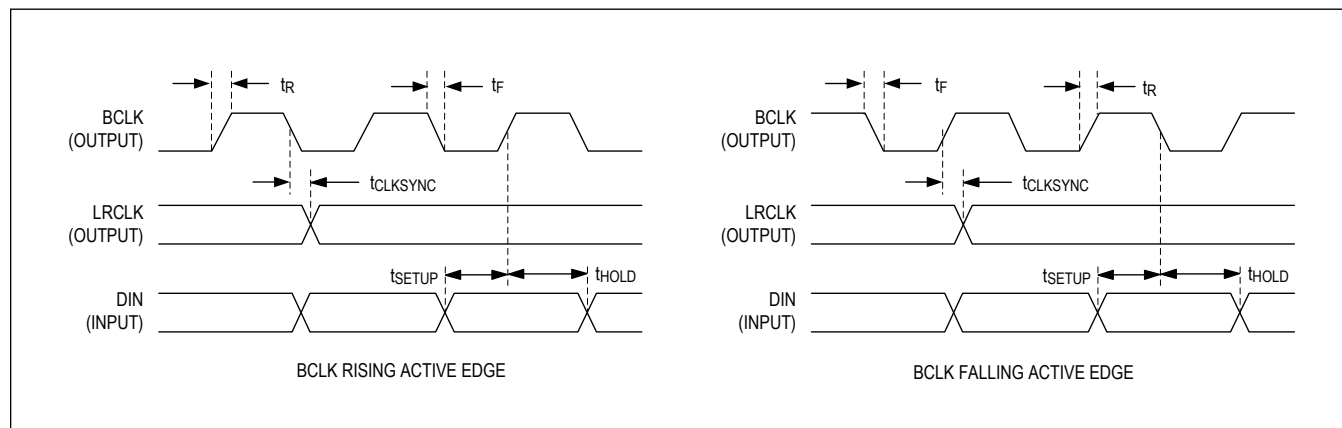 tR
tF
BCLK
(OUTPUT)
tCLKSYNC
LRCLK
(OUTPUT)
tSETUP
tHOLD
DIN
(INPUT)
BCLK RISING ACTIVE EDGE
tF
tR
BCLK
(OUTPUT)
tCLKSYNC
LRCLK
(OUTPUT)
tSETUP
tHOLD
DIN
(INPUT)
BCLK FALLING ACTIVE EDGE